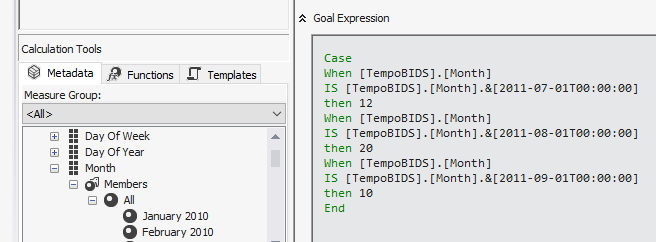 Calculation Tools
Metadata
Functions
Templates
Measure Group:
<All>
Day Of Week
Day Of Year
Month
Members
All
January 2010
February 2010
Goal Expression
Case
When [TempoBIDS].[Month]
IS [TempoBIDS].[Month].&[2011-07-01T00:00:00]
then 12
When [TempoBIDS].[Month]
IS [TempoBIDS].[Month].&[2011-08-01T00:00:00]
then 20
When [TempoBIDS].[Month]
IS [TempoBIDS].[Month].&[2011-09-01T00:00:00]
then 10
End